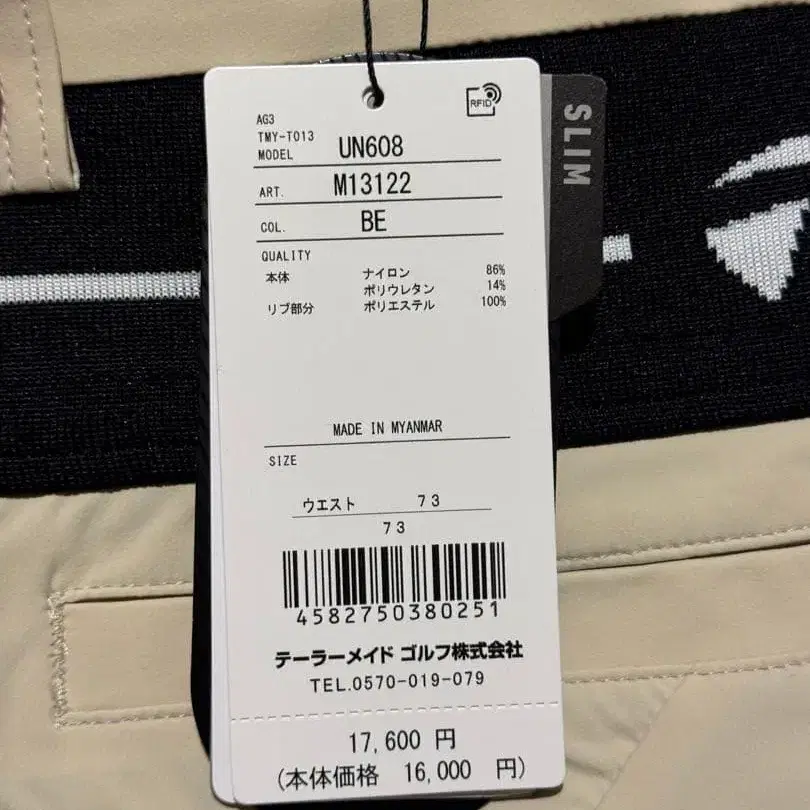 RFID
SLIM
AG3
TMY-T013
MODEL UN608
ART. M13122
COL. BE
QUALITY
本体 ナイロン 86%
ポリウレタン 14%
リブ部分 ポリエステル 100%
MADE IN MYANMAR
SIZE
ウエスト 73
73
4582750380251
テーラーメイド ゴルフ株式会社
TEL.0570-019-079
17,600 円
(本体価格 16,000 円)